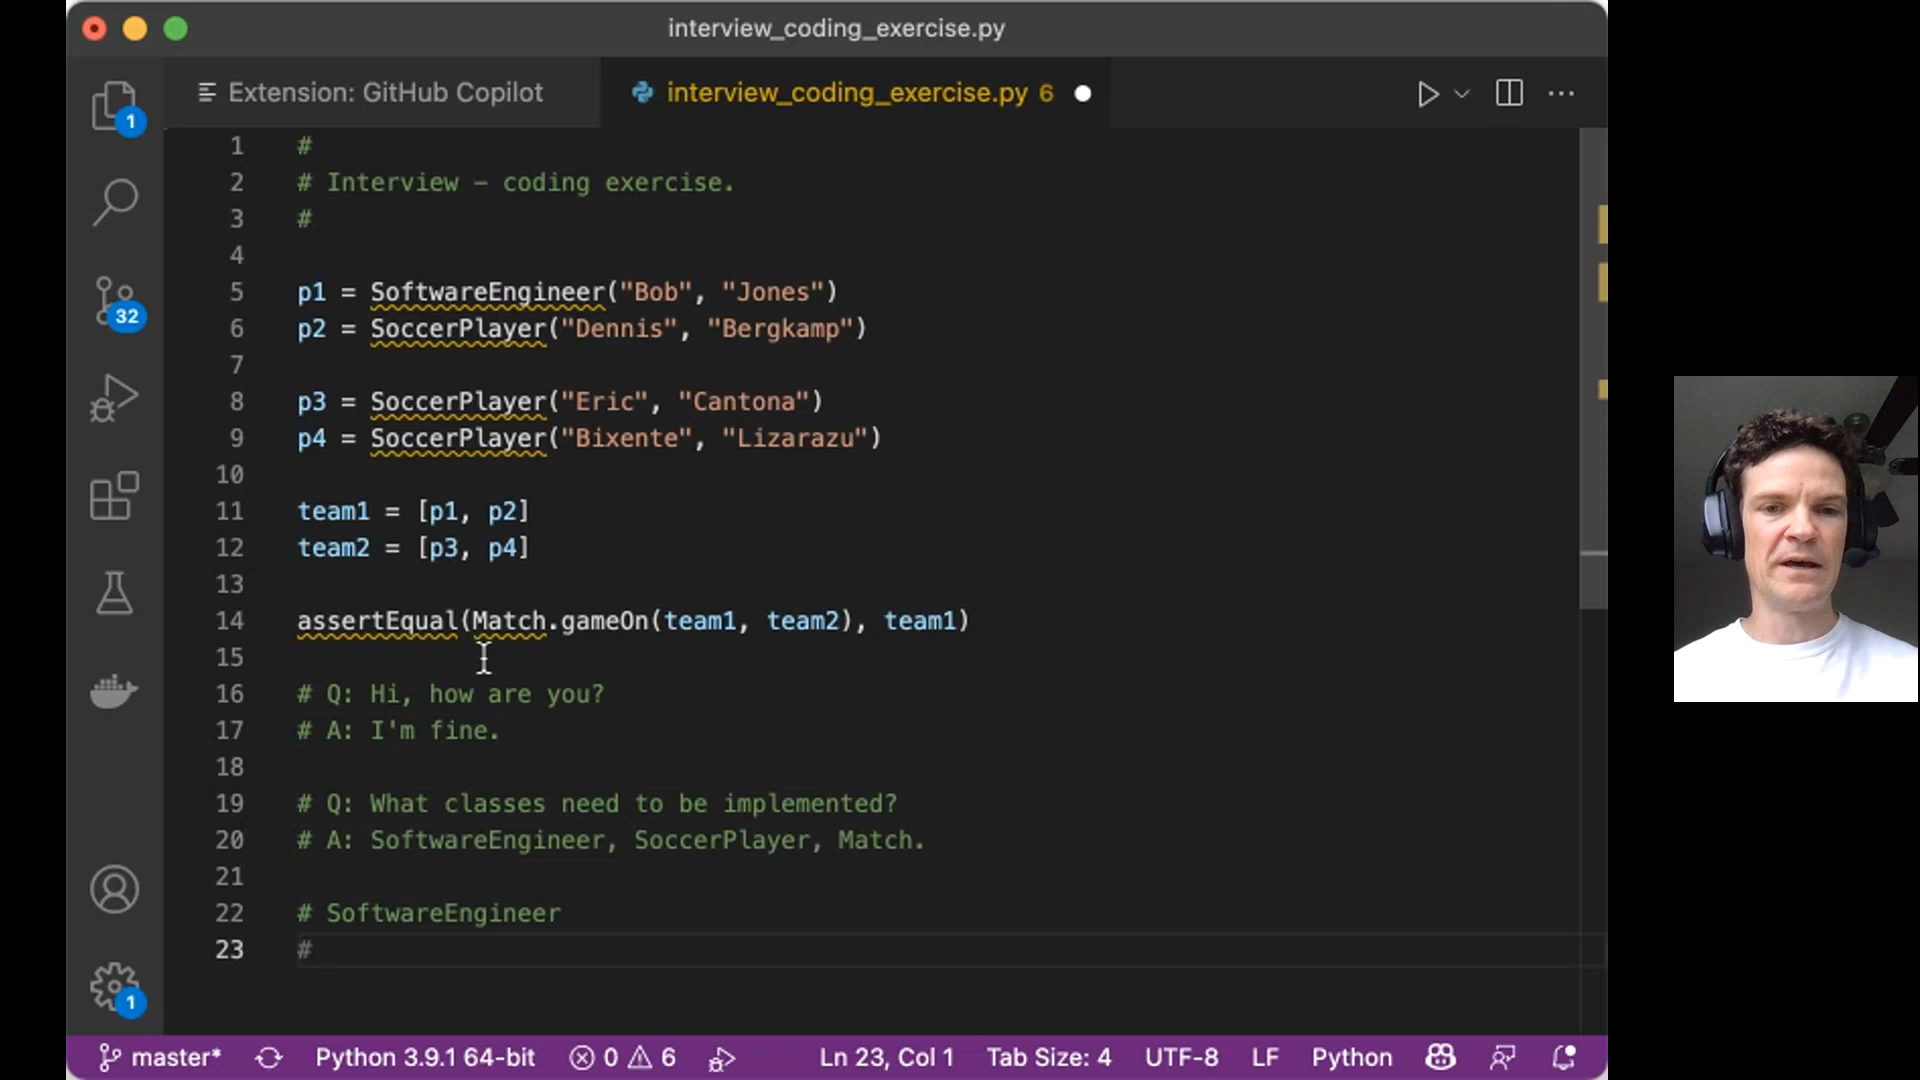 interview_coding_exercise.py
Extension: GitHub Copilot
interview_coding_exercise.py 6
1 #
2 # Interview – coding exercise.
3 #
4
5 p1 = SoftwareEngineer("Bob", "Jones")
6 p2 = SoccerPlayer("Dennis", "Bergkamp")
7
8 p3 = SoccerPlayer("Eric", "Cantona")
9 p4 = SoccerPlayer("Bixente", "Lizarazu")
10
11 team1 = [p1, p2]
12 team2 = [p3, p4]
13
14 assertEqual(Match.gameOn(team1, team2), team1)
15
16 # Q: Hi, how are you?
17 # A: I'm fine.
18
19 # Q: What classes need to be implemented?
20 # A: SoftwareEngineer, SoccerPlayer, Match.
21
22 # SoftwareEngineer
23 #
1
32
1
master* Python 3.9.1 64-bit 0 6 Ln 23, Col 1 Tab Size: 4 UTF-8 LF Python